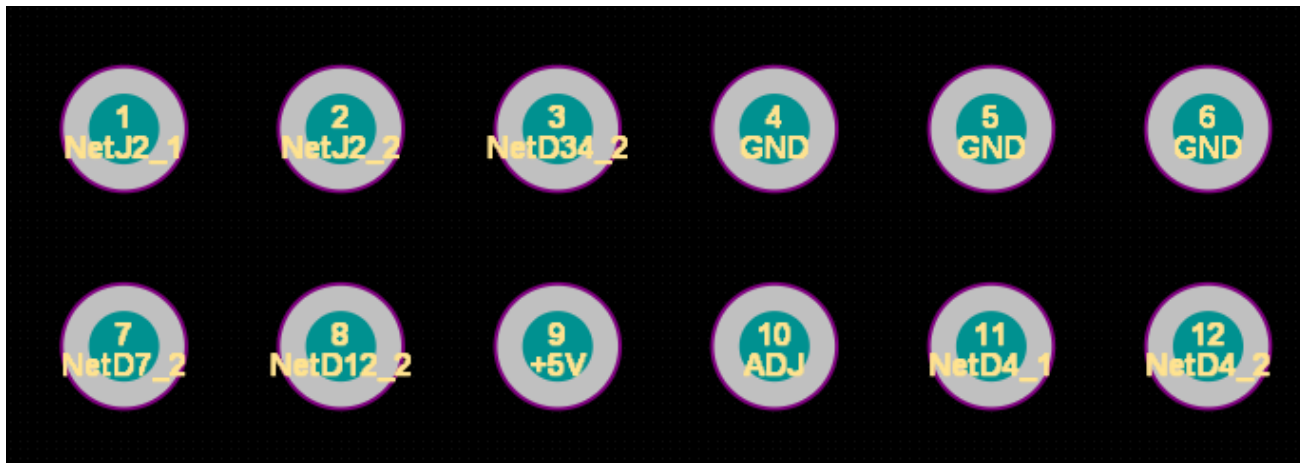 1 2 3 4 5 6
NetJ2_1 NetJ2_2 NetD34_2 GND GND GND
7 8 9 10 11 12
NetD7_2 NetD12_2 +5V ADJ NetD4_1 NetD4_2